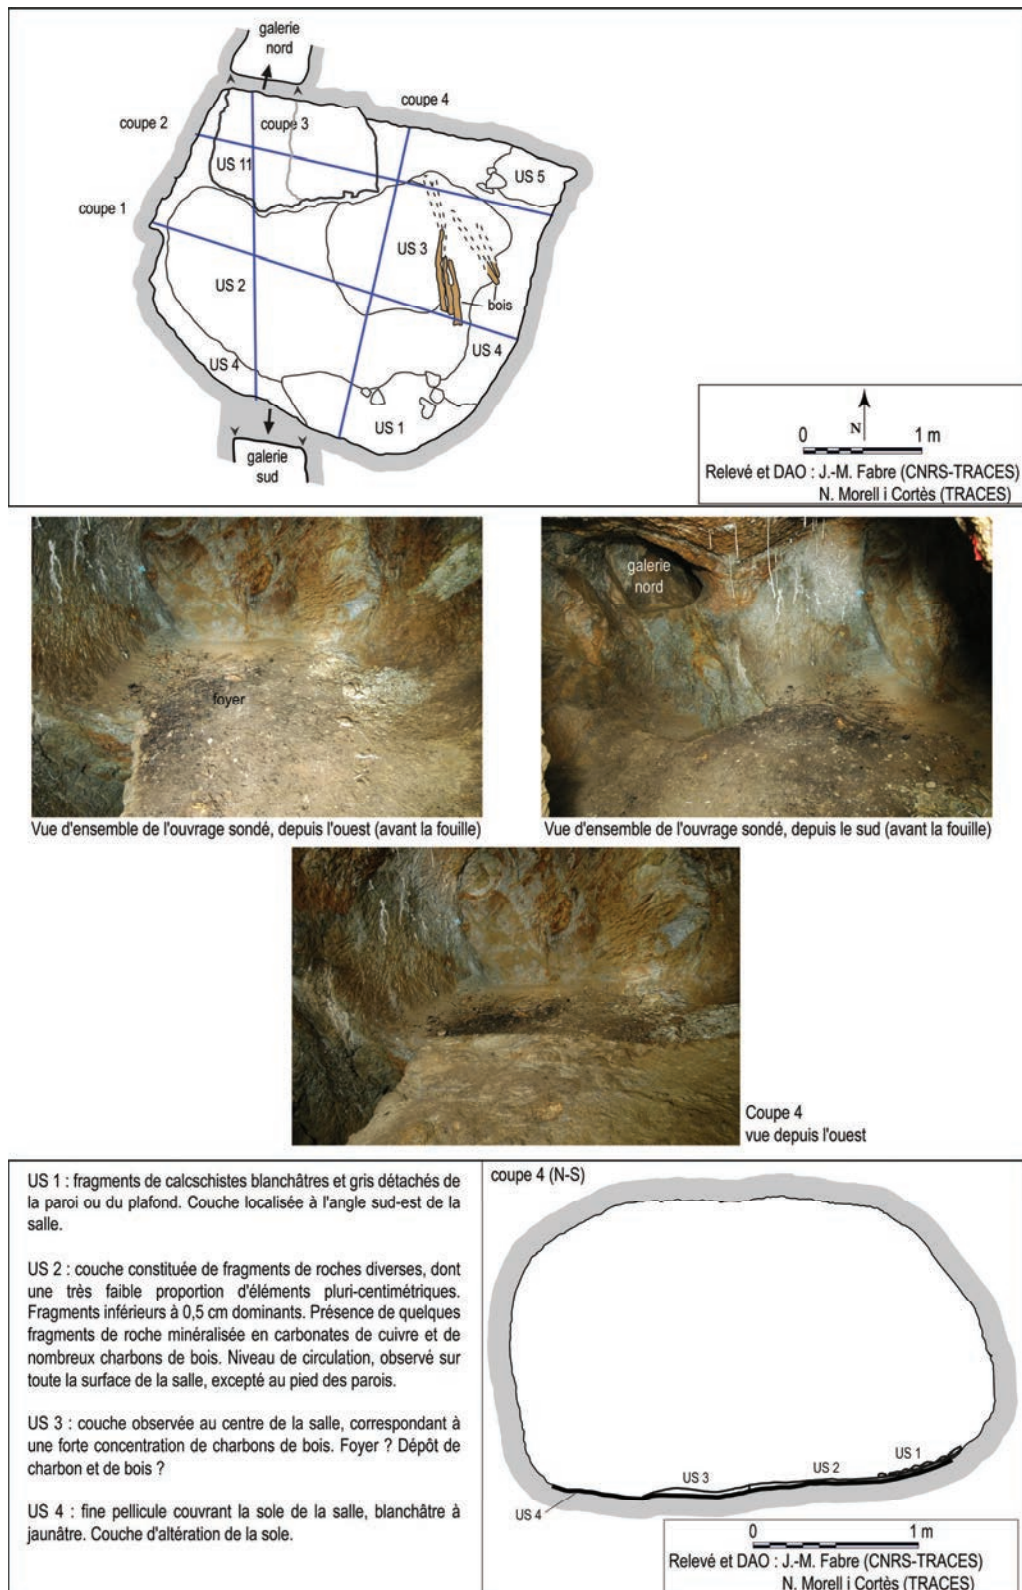 galerie
nord
coupe 4
coupe 2
coupe 3
US 11
US 5
coupe 1
US 3
US 2
bois
US 4
US 4
US 1
galerie
sud
N
0 1 m
Relevé et DAO : J.-M. Fabre (CNRS-TRACES)
N. Morell i Cortès (TRACES)
foyer
galerie
nord
Vue d'ensemble de l'ouvrage sondé, depuis l'ouest (avant la fouille)
Vue d'ensemble de l'ouvrage sondé, depuis le sud (avant la fouille)
Coupe 4
vue depuis l'ouest
US 1 : fragments de calcschistes blanchâtres et gris détachés de
la paroi ou du plafond. Couche localisée à l'angle sud-est de la
salle.
US 2 : couche constituée de fragments de roches diverses, dont
une très faible proportion d'éléments pluri-centimétriques.
Fragments inférieurs à 0,5 cm dominants. Présence de quelques
fragments de roche minéralisée en carbonates de cuivre et de
nombreux charbons de bois. Niveau de circulation, observé sur
toute la surface de la salle, excepté au pied des parois.
US 3 : couche observée au centre de la salle, correspondant à
une forte concentration de charbons de bois. Foyer ? Dépôt de
charbon et de bois ?
US 4 : fine pellicule couvrant la sole de la salle, blanchâtre à
jaunâtre. Couche d'altération de la sole.
coupe 4 (N-S)
US 1
US 2
US 3
US 4
0 1 m
Relevé et DAO : J.-M. Fabre (CNRS-TRACES)
N. Morell i Cortès (TRACES)